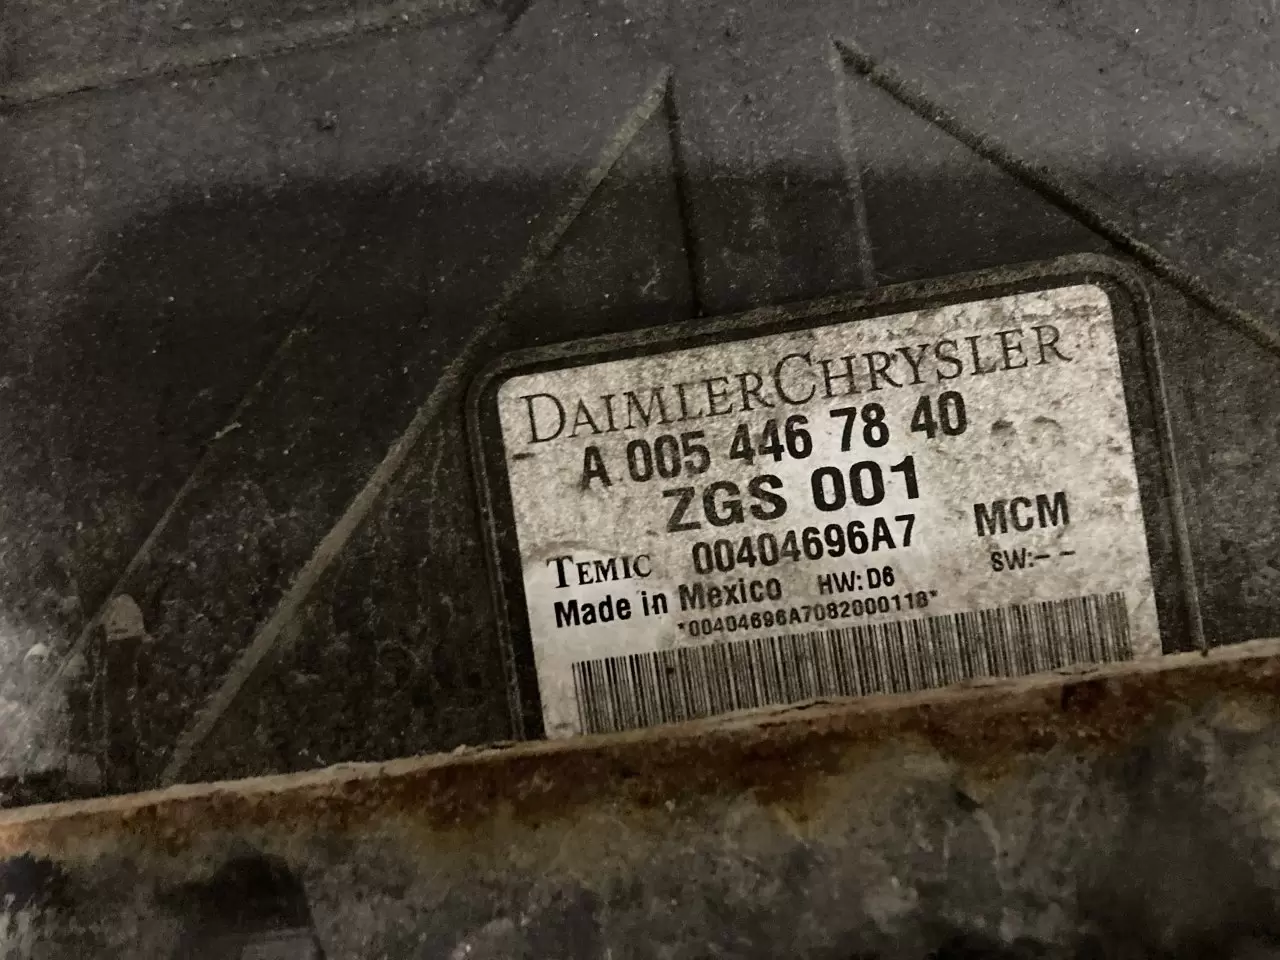 DAIMLERCHRYSLER
A 005 446 78 40
ZGS 001
TEMIC 00404696A7 MCM
Made in Mexico HW: D6 SW:- -
*00404696A7082000118*